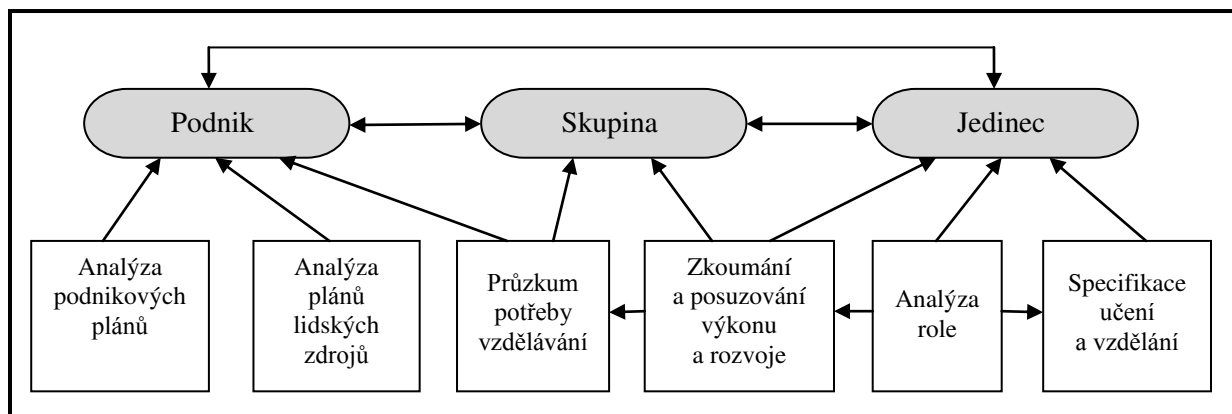 Podnik
Skupina
Jedinec
Analýza
podnikových
plánů
Analýza
plánů
lidských
zdrojů
Průzkum
potřeby
vzdělávání
Zkoumání
a posuzování
výkonu
a rozvoje
Analýza
role
Specifikace
učení
a vzdělání